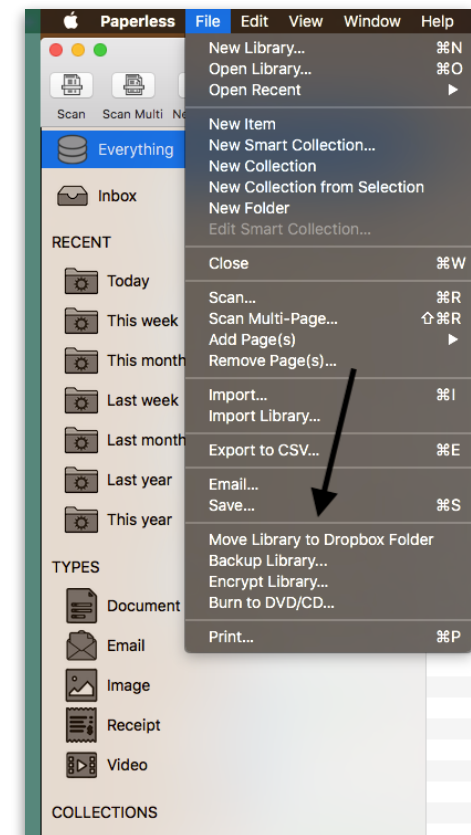 Paperless File Edit View Window Help
Scan Scan Multi Ne
Everything
Inbox
RECENT
Today
This week
This month
Last week
Last month
Last year
This year
TYPES
Document
Email
Image
Receipt
Video
COLLECTIONS
New Library... ⌘N
Open Library... ⌘O
Open Recent ▶
New Item
New Smart Collection...
New Collection
New Collection from Selection
New Folder
Edit Smart Collection...
Close ⌘W
Scan... ⌘R
Scan Multi-Page... ⇧⌘R
Add Page(s) ▶
Remove Page(s)...
Import... ⌘I
Import Library...
Export to CSV... ⌘E
Email...
Save... ⌘S
Move Library to Dropbox Folder
Backup Library...
Encrypt Library...
Burn to DVD/CD...
Print... ⌘P